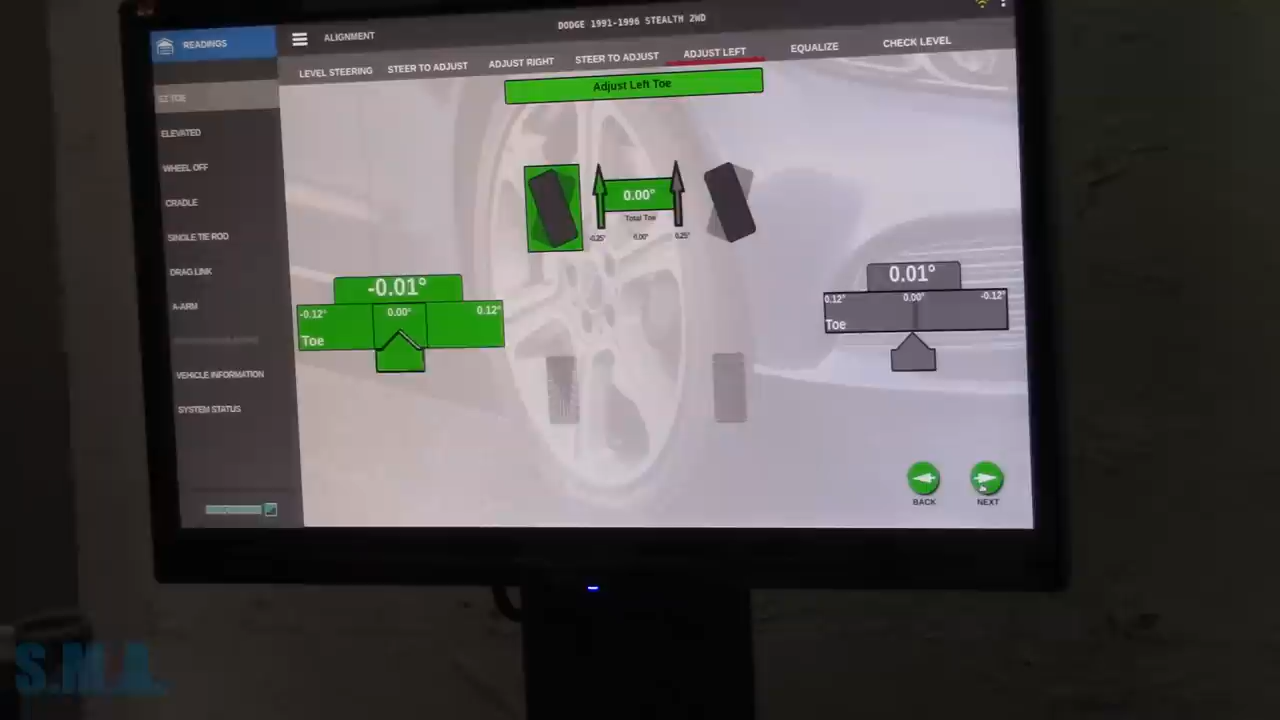 DODGE 1991-1996 STEALTH 2WD
READINGS
ALIGNMENT
LEVEL STEERING STEER TO ADJUST ADJUST RIGHT STEER TO ADJUST ADJUST LEFT EQUALIZE CHECK LEVEL
Adjust Left Toe
EZ TOE
ELEVATED
WHEEL OFF
CRADLE
SINGLE TIE ROD
DRAG LINK
A-ARM
VEHICLE INFORMATION
SYSTEM STATUS
0.00°
Total Toe
-0.25° 0.00° 0.25°
-0.01°
-0.12° 0.00° 0.12°
Toe
0.01°
0.12° 0.00° -0.12°
Toe
BACK NEXT
S.M.A.